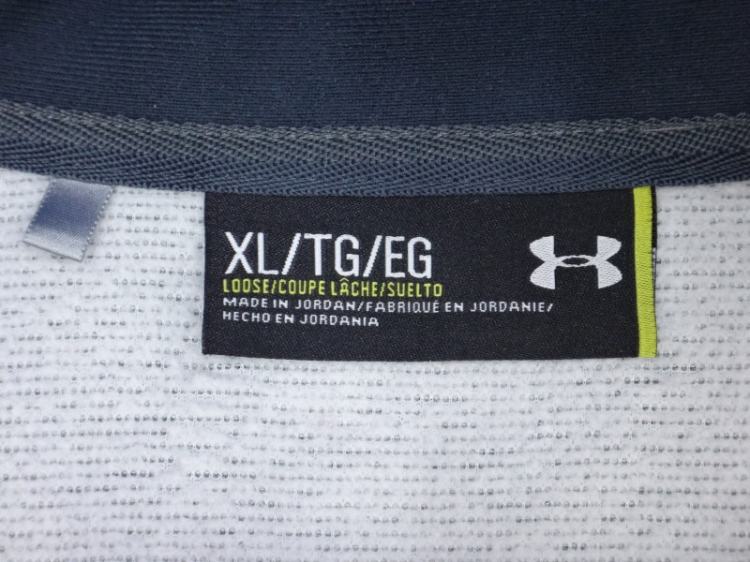 XL/TG/EG
LOOSE/COUPE LÂCHE/SUELTO
MADE IN JORDAN/FABRIQUÉ EN JORDANIE/
HECHO EN JORDANIA